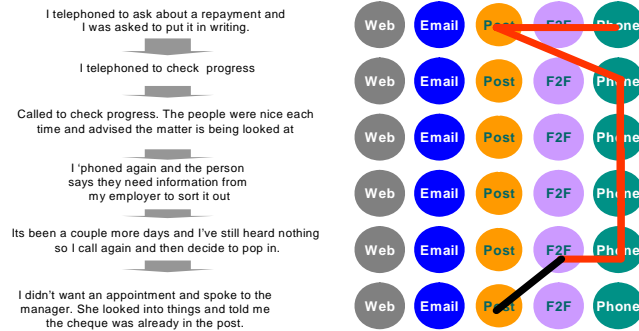 I telephoned to ask about a repayment and
I was asked to put it in writing.
Web Email Post F2F Phone
I telephoned to check progress
Web Email Post F2F Phone
Called to check progress. The people were nice each
time and advised the matter is being looked at
Web Email Post F2F Phone
I 'phoned again and the person
says they need information from
my employer to sort it out
Web Email Post F2F Phone
Its been a couple more days and I've still heard nothing
so I call again and then decide to pop in.
Web Email Post F2F Phone
I didn't want an appointment and spoke to the
manager. She looked into things and told me
the cheque was already in the post.
Web Email Post F2F Phone